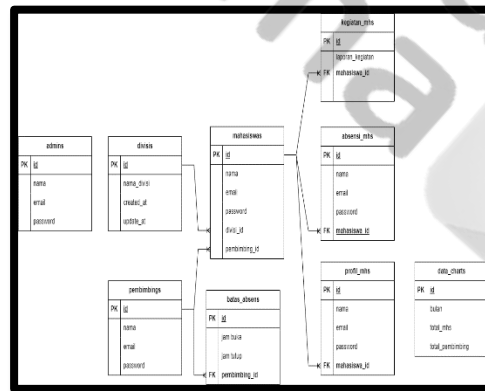 kegiatan_mhs
PK id
laporan_kegiatan
FK mahasiswa_id
admins
PK id
nama
email
password
divisis
PK id
nama_divisi
created_at
update_at
mahasiswas
PK id
nama
email
password
divisi_id
pembimbing_id
absensi_mhs
PK id
nama
email
password
FK mahasiswa_id
pembimbings
PK id
nama
email
password
batas_absens
PK id
jam buka
jam tutup
FK pembimbing_id
profil_mhs
PK id
nama
email
password
FK mahasiswa_id
data_charts
PK id
bulan
total_mhs
total_pembimbing